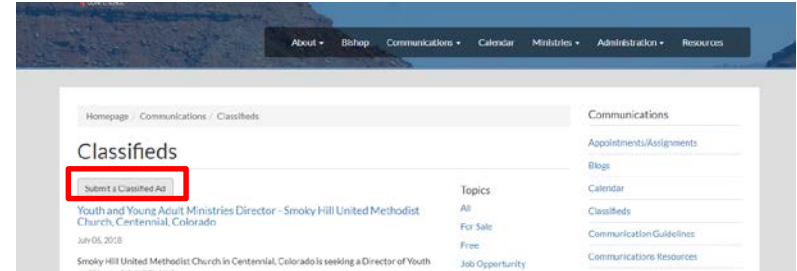 About Bishop Communications Calendar Ministries Administration Resources
Homepage / Communications / Classifieds
Classifieds
Submit a Classified Ad
Youth and Young Adult Ministries Director - Smoky Hill United Methodist
Church, Centennial, Colorado
July 06, 2018
Smoky Hill United Methodist Church in Centennial, Colorado is seeking a Director of Youth
Topics
All
For Sale
Free
Job Opportunity
Communications
Appointments/Assignments
Blogs
Calendar
Classifieds
Communication Guidelines
Communications Resources